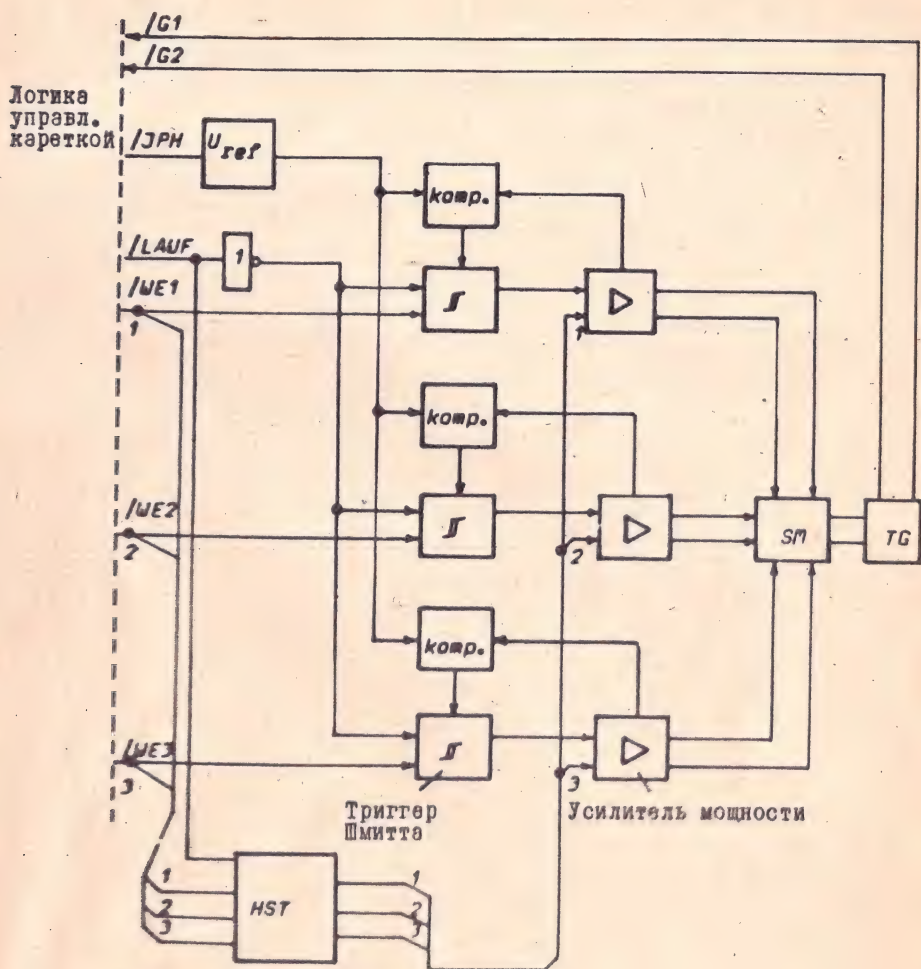 /G1
/G2
Логика
управл.
кареткой
/JPH
U ref
komp.
/LAUF
1
/WE1
1
1
komp.
/WE2
2
2
SM
TG
komp.
/WE3
3
3
Триггер
Шмитта
Усилитель мощности
1
2
3
HST
1
2
3